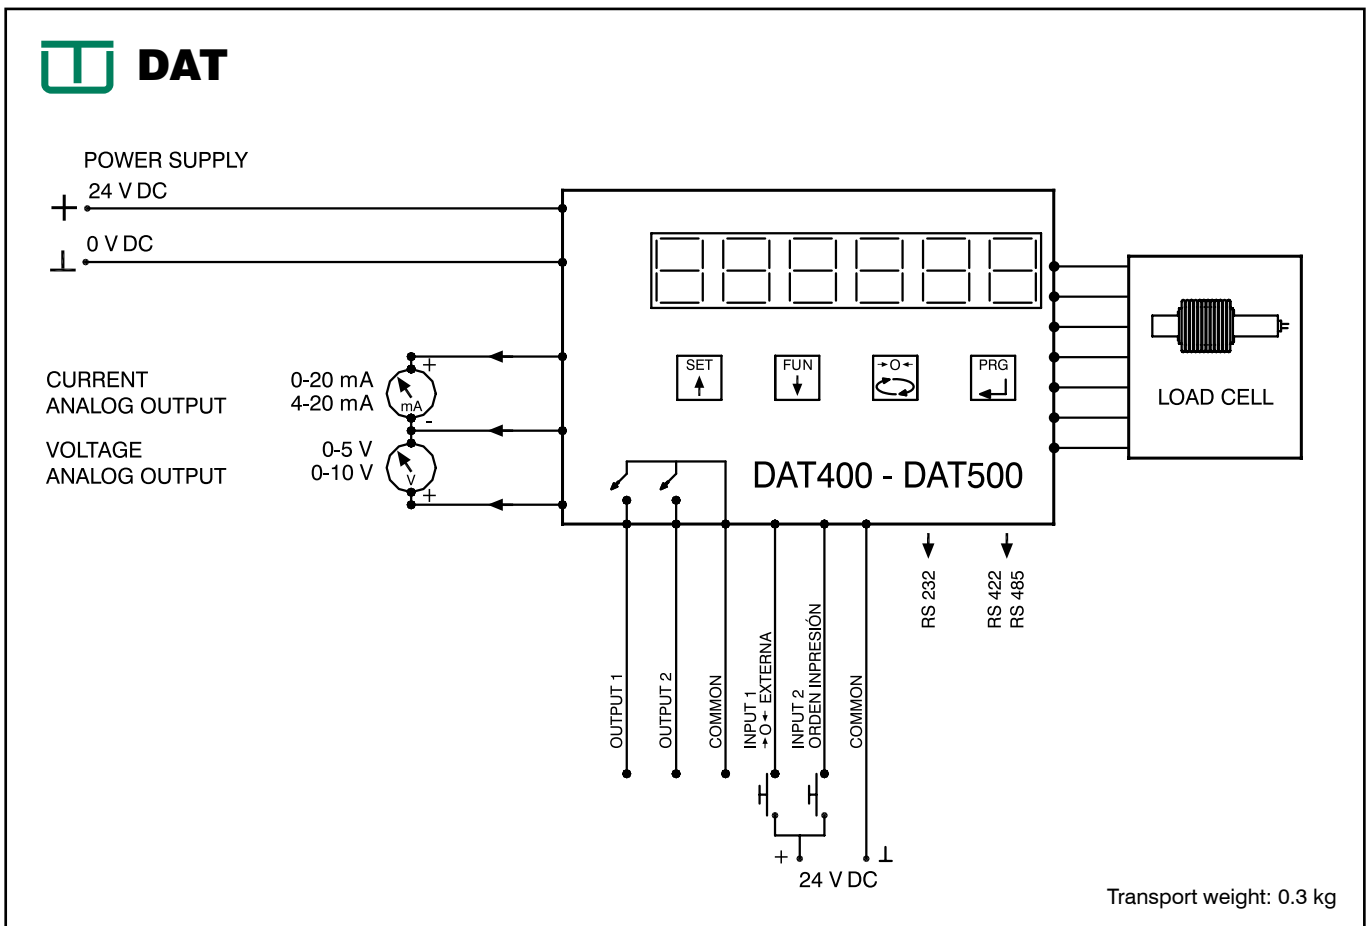 DAT
POWER SUPPLY
24 V DC
+
0 V DC
CURRENT
ANALOG OUTPUT
0-20 mA
4-20 mA
+
mA
-
VOLTAGE
ANALOG OUTPUT
0-5 V
0-10 V
V
+
SET
FUN
→O←
PRG
LOAD CELL
DAT400 - DAT500
OUTPUT 1
OUTPUT 2
COMMON
INPUT 1
→O← EXTERNA
INPUT 2
ORDEN INPRESIÓN
COMMON
RS 232
RS 422
RS 485
+
24 V DC
Transport weight: 0.3 kg